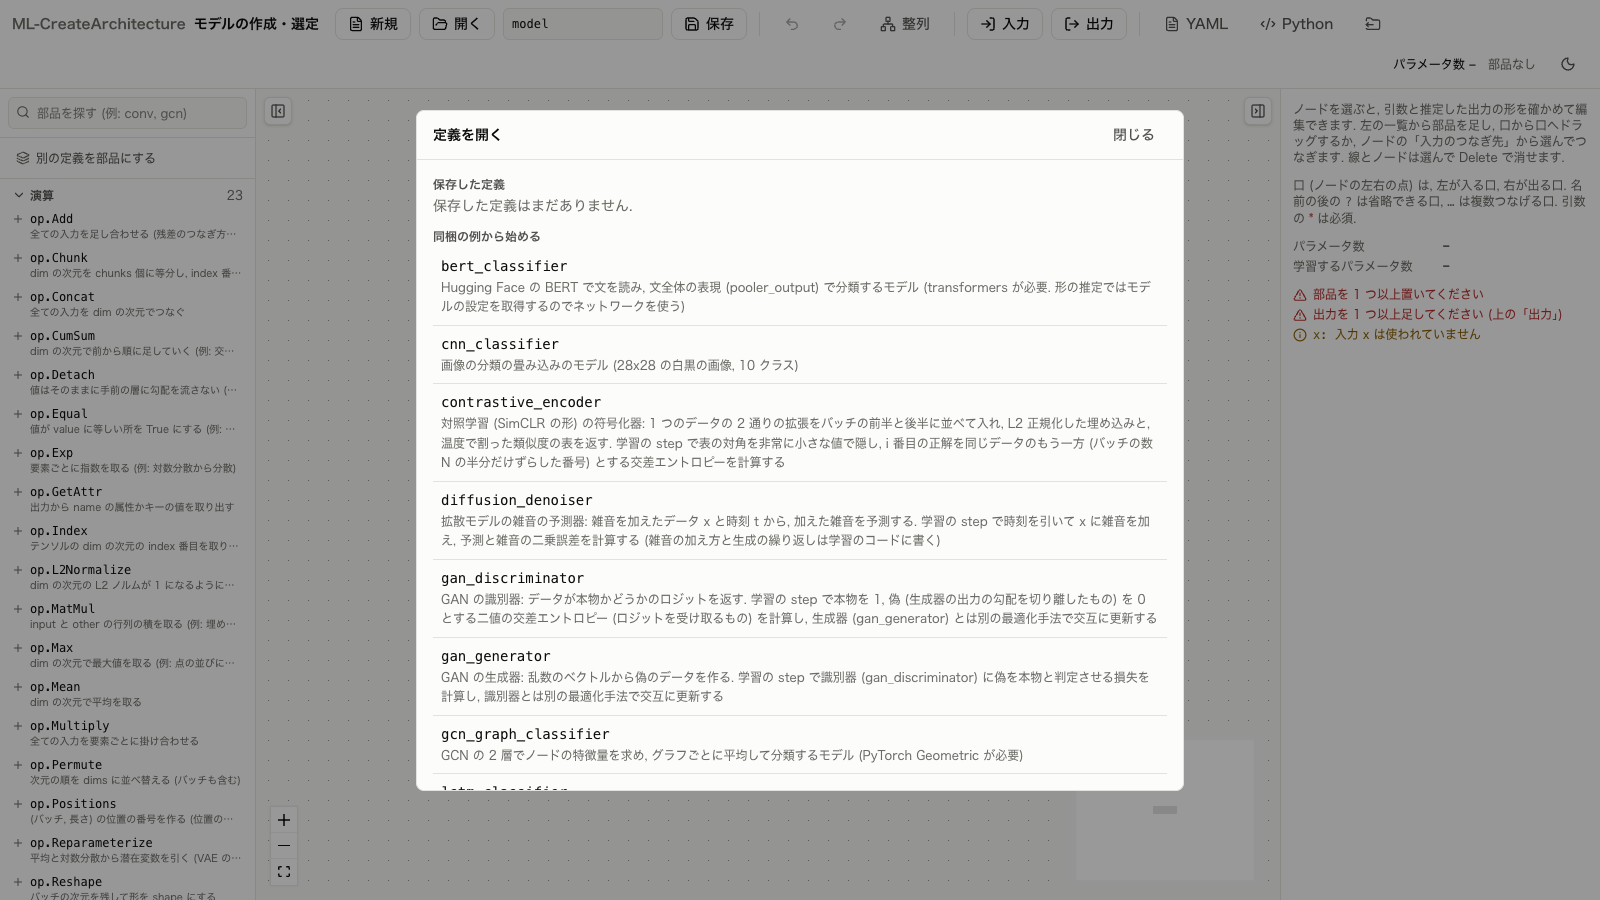 ML-CreateArchitecture モデルの作成・選定 新規 開く model 保存 整列 入力 出力 YAML Python
パラメータ数 – 部品なし
部品を探す (例: conv, gcn)
別の定義を部品にする
演算 23
op.Add
全ての入力を足し合わせる (残差のつなぎ方…
op.Chunk
dim の次元を chunks 個に等分し, index 番…
op.Concat
全ての入力を dim の次元でつなぐ
op.CumSum
dim の次元で前から順に足していく (例: 交…
op.Detach
値はそのままに手前の層に勾配を流さない (…
op.Equal
値が value に等しい所を True にする (例: …
op.Exp
要素ごとに指数を取る (例: 対数分散から分散)
op.GetAttr
出力から name の属性かキーの値を取り出す
op.Index
テンソルの dim の次元の index 番目を取り…
op.L2Normalize
dim の次元の L2 ノルムが 1 になるように…
op.MatMul
input と other の行列の積を取る (例: 埋め…
op.Max
dim の次元で最大値を取る (例: 点の並びに…
op.Mean
dim の次元で平均を取る
op.Multiply
全ての入力を要素ごとに掛け合わせる
op.Permute
次元の順を dims に並べ替える (バッチも含む)
op.Positions
(バッチ, 長さ) の位置の番号を作る (位置の…
op.Reparameterize
平均と対数分散から潜在変数を引く (VAE の…
op.Reshape
バッチの次元を残して形を shape にする
定義を開く 閉じる
保存した定義
保存した定義はまだありません.
同梱の例から始める
bert_classifier
Hugging Face の BERT で文を読み, 文全体の表現 (pooler_output) で分類するモデル (transformers が必要. 形の推定ではモデ
ルの設定を取得するのでネットワークを使う)
cnn_classifier
画像の分類の畳み込みのモデル (28x28 の白黒の画像, 10 クラス)
contrastive_encoder
対照学習 (SimCLR の形) の符号化器: 1 つのデータの 2 通りの拡張をバッチの前半と後半に並べて入れ, L2 正規化した埋め込みと,
温度で割った類似度の表を返す. 学習の step で表の対角を非常に小さな値で隠し, i 番目の正解を同じデータのもう一方 (バッチの数
N の半分だけずらした番号) とする交差エントロピーを計算する
diffusion_denoiser
拡散モデルの雑音の予測器: 雑音を加えたデータ x と時刻 t から, 加えた雑音を予測する. 学習の step で時刻を引いて x に雑音を加
え, 予測と雑音の二乗誤差を計算する (雑音の加え方と生成の繰り返しは学習のコードに書く)
gan_discriminator
GAN の識別器: データが本物かどうかのロジットを返す. 学習の step で本物を 1, 偽 (生成器の出力の勾配を切り離したもの) を 0
とする二値の交差エントロピー (ロジットを受け取るもの) を計算し, 生成器 (gan_generator) とは別の最適化手法で交互に更新する
gan_generator
GAN の生成器: 乱数のベクトルから偽のデータを作る. 学習の step で識別器 (gan_discriminator) に偽を本物と判定させる損失を
計算し, 識別器とは別の最適化手法で交互に更新する
gcn_graph_classifier
GCN の 2 層でノードの特徴量を求め, グラフごとに平均して分類するモデル (PyTorch Geometric が必要)
lstm_classifier
ノードを選ぶと, 引数と推定した出力の形を確かめて編
集できます. 左の一覧から部品を足し, 口から口へドラ
ッグするか, ノードの「入力のつなぎ先」から選んでつ
なぎます. 線とノードは選んで Delete で消せます.
口 (ノードの左右の点) は, 左が入る口, 右が出る口. 名
前の後の ? は省略できる口, … は複数つなげる口. 引数
の * は必須.
パラメータ数 –
学習するパラメータ数 –
部品を 1 つ以上置いてください
出力を 1 つ以上足してください (上の「出力」)
x: 入力 x は使われていません